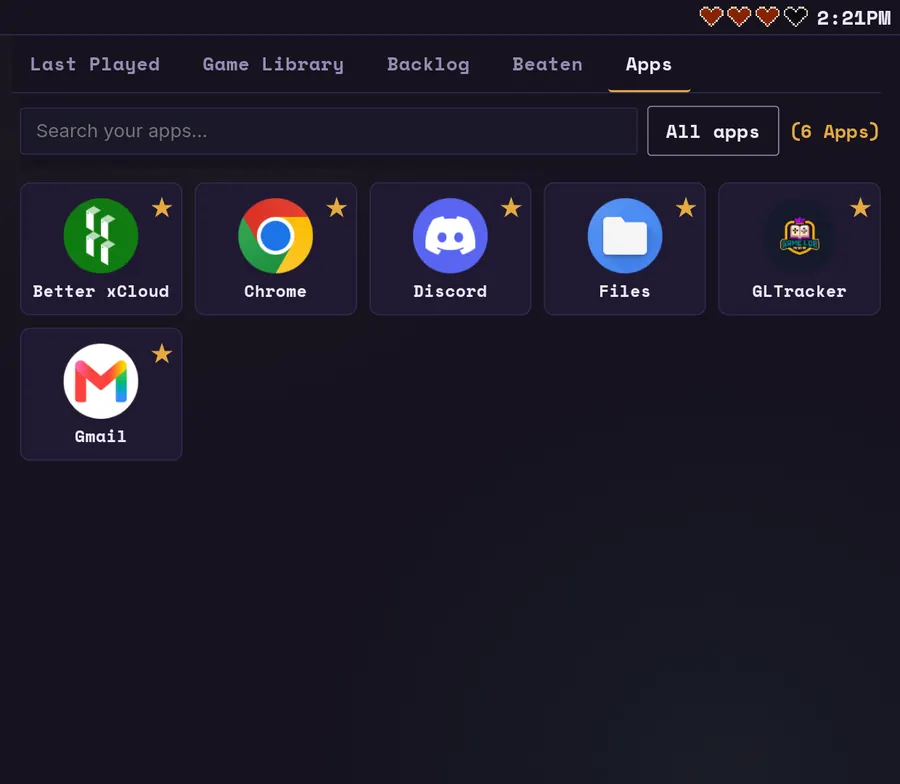 2:21PM
Last Played Game Library Backlog Beaten Apps
Search your apps... All apps (6 Apps)
Better xCloud Chrome Discord Files GLTracker
Gmail